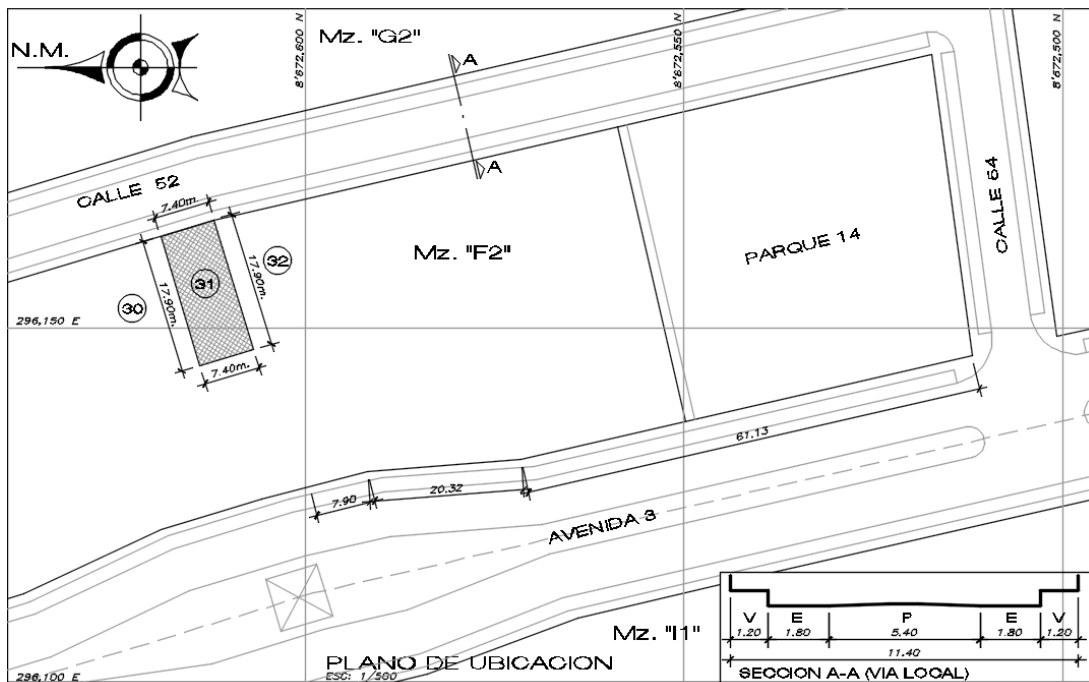 N.M.
Mz. "G2"
8'672,600 N
8'672,550 N
8'672,500 N
A
A
CALLE 52
7.40m.
17.90m.
17.90m.
7.40m.
30
31
32
Mz. "F2"
PARQUE 14
CALLE 54
296,150 E
61.13
7.90
20.32
AVENIDA 3
Mz. "I1"
296,100 E
PLANO DE UBICACION
ESC: 1/500
V E P E V
1.20 1.80 5.40 1.80 1.20
11.40
SECCION A-A (VIA LOCAL)